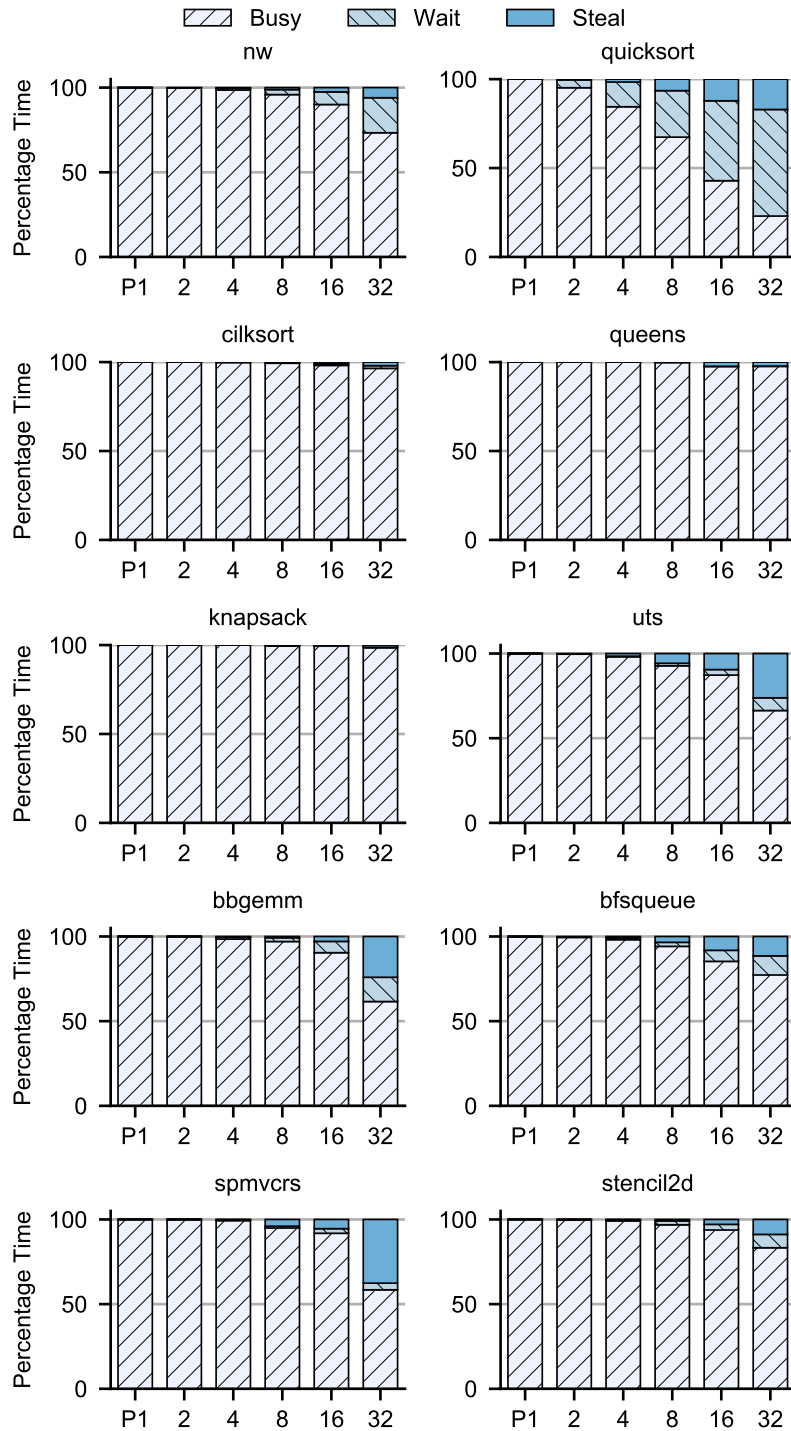 Busy Wait Steal
nw
Percentage Time
100
50
0
P1 2 4 8 16 32
quicksort
100
50
0
P1 2 4 8 16 32
cilksort
Percentage Time
100
50
0
P1 2 4 8 16 32
queens
100
50
0
P1 2 4 8 16 32
knapsack
Percentage Time
100
50
0
P1 2 4 8 16 32
uts
100
50
0
P1 2 4 8 16 32
bbgemm
Percentage Time
100
50
0
P1 2 4 8 16 32
bfsqueue
100
50
0
P1 2 4 8 16 32
spmvcrs
Percentage Time
100
50
0
P1 2 4 8 16 32
stencil2d
100
50
0
P1 2 4 8 16 32